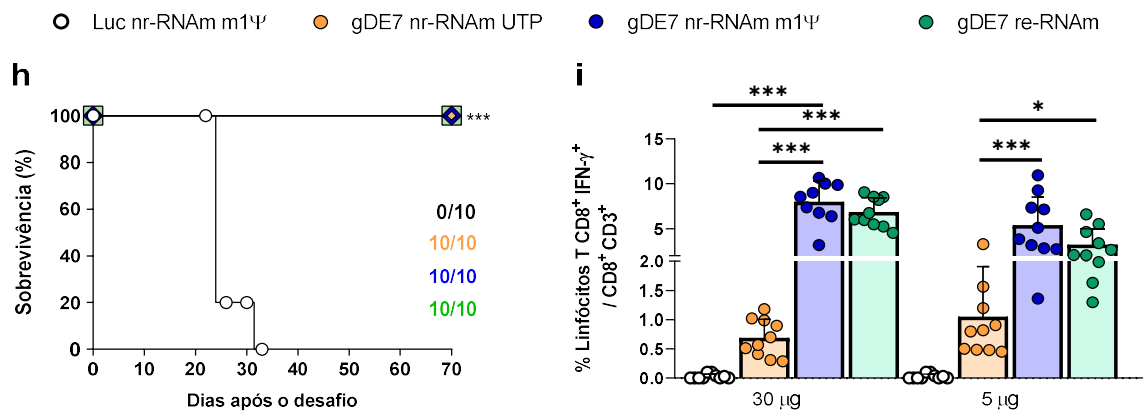 Luc nr-RNAm m1Ψ gDE7 nr-RNAm UTP gDE7 nr-RNAm m1Ψ gDE7 re-RNAm
h
Sobrevivência (%)
100
80
60
40
20
0
***
0/10
10/10
10/10
10/10
0 10 20 30 40 50 60 70
Dias após o desafio
i
% Linfócitos T CD8+ IFN-γ+
/ CD8+ CD3+
15
10
5
2.0
1.5
1.0
0.5
0.0
***
***
***
*
***
30 µg 5 µg